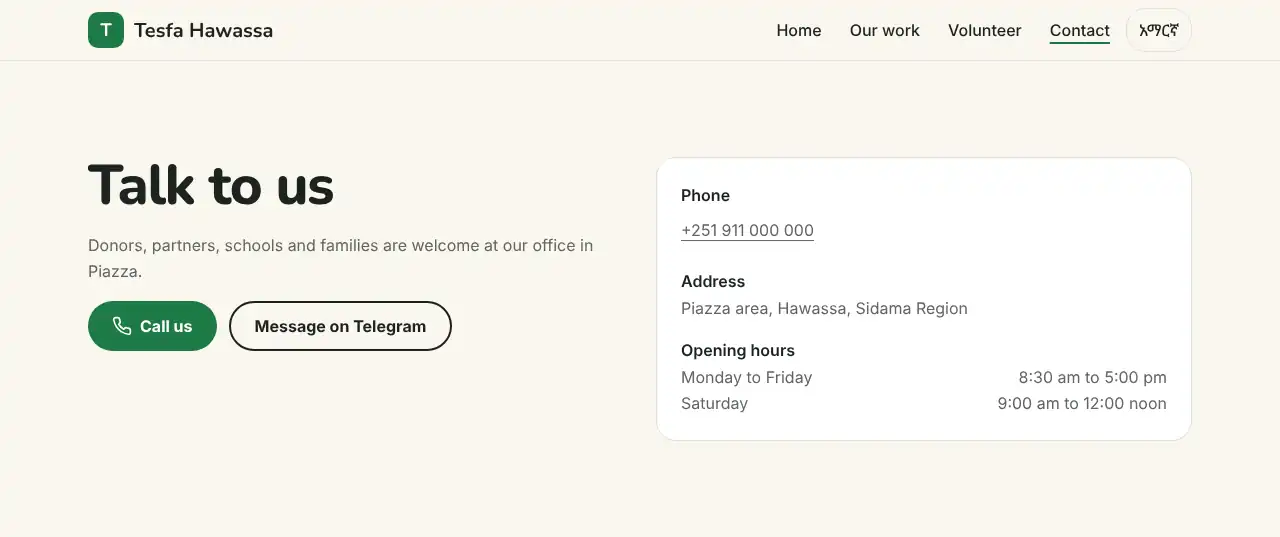 T Tesfa Hawassa
Home Our work Volunteer Contact አማርኛ
Talk to us
Donors, partners, schools and families are welcome at our office in
Piazza.
Call us Message on Telegram
Phone
+251 911 000 000
Address
Piazza area, Hawassa, Sidama Region
Opening hours
Monday to Friday 8:30 am to 5:00 pm
Saturday 9:00 am to 12:00 noon